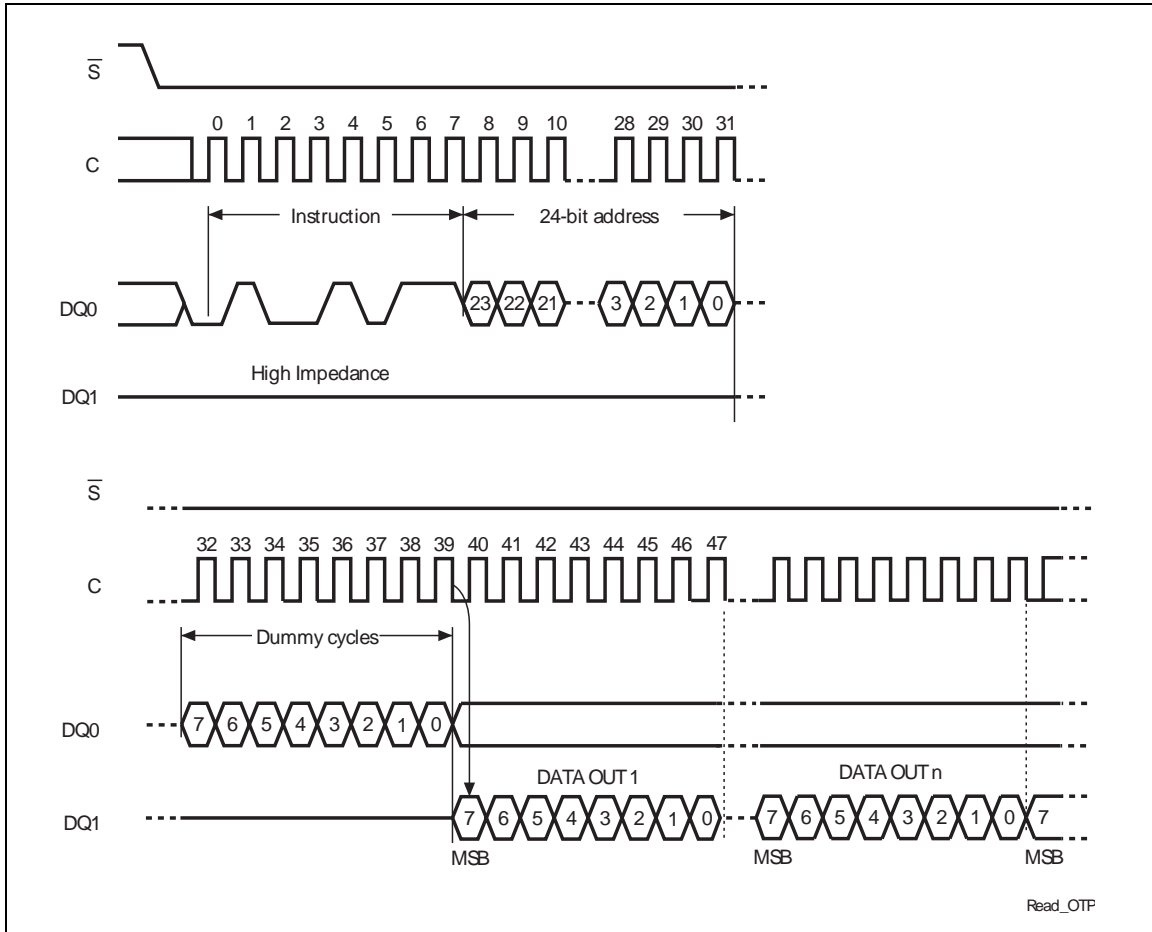 S
0 1 2 3 4 5 6 7 8 9 10 28 29 30 31
C
Instruction 24-bit address
DQ0 23 22 21 3 2 1 0
High Impedance
DQ1
S
32 33 34 35 36 37 38 39 40 41 42 43 44 45 46 47
C
Dummy cycles
DQ0 7 6 5 4 3 2 1 0
DATA OUT 1 DATA OUT n
DQ1 7 6 5 4 3 2 1 0 7 6 5 4 3 2 1 0 7
MSB MSB MSB
Read_OTP